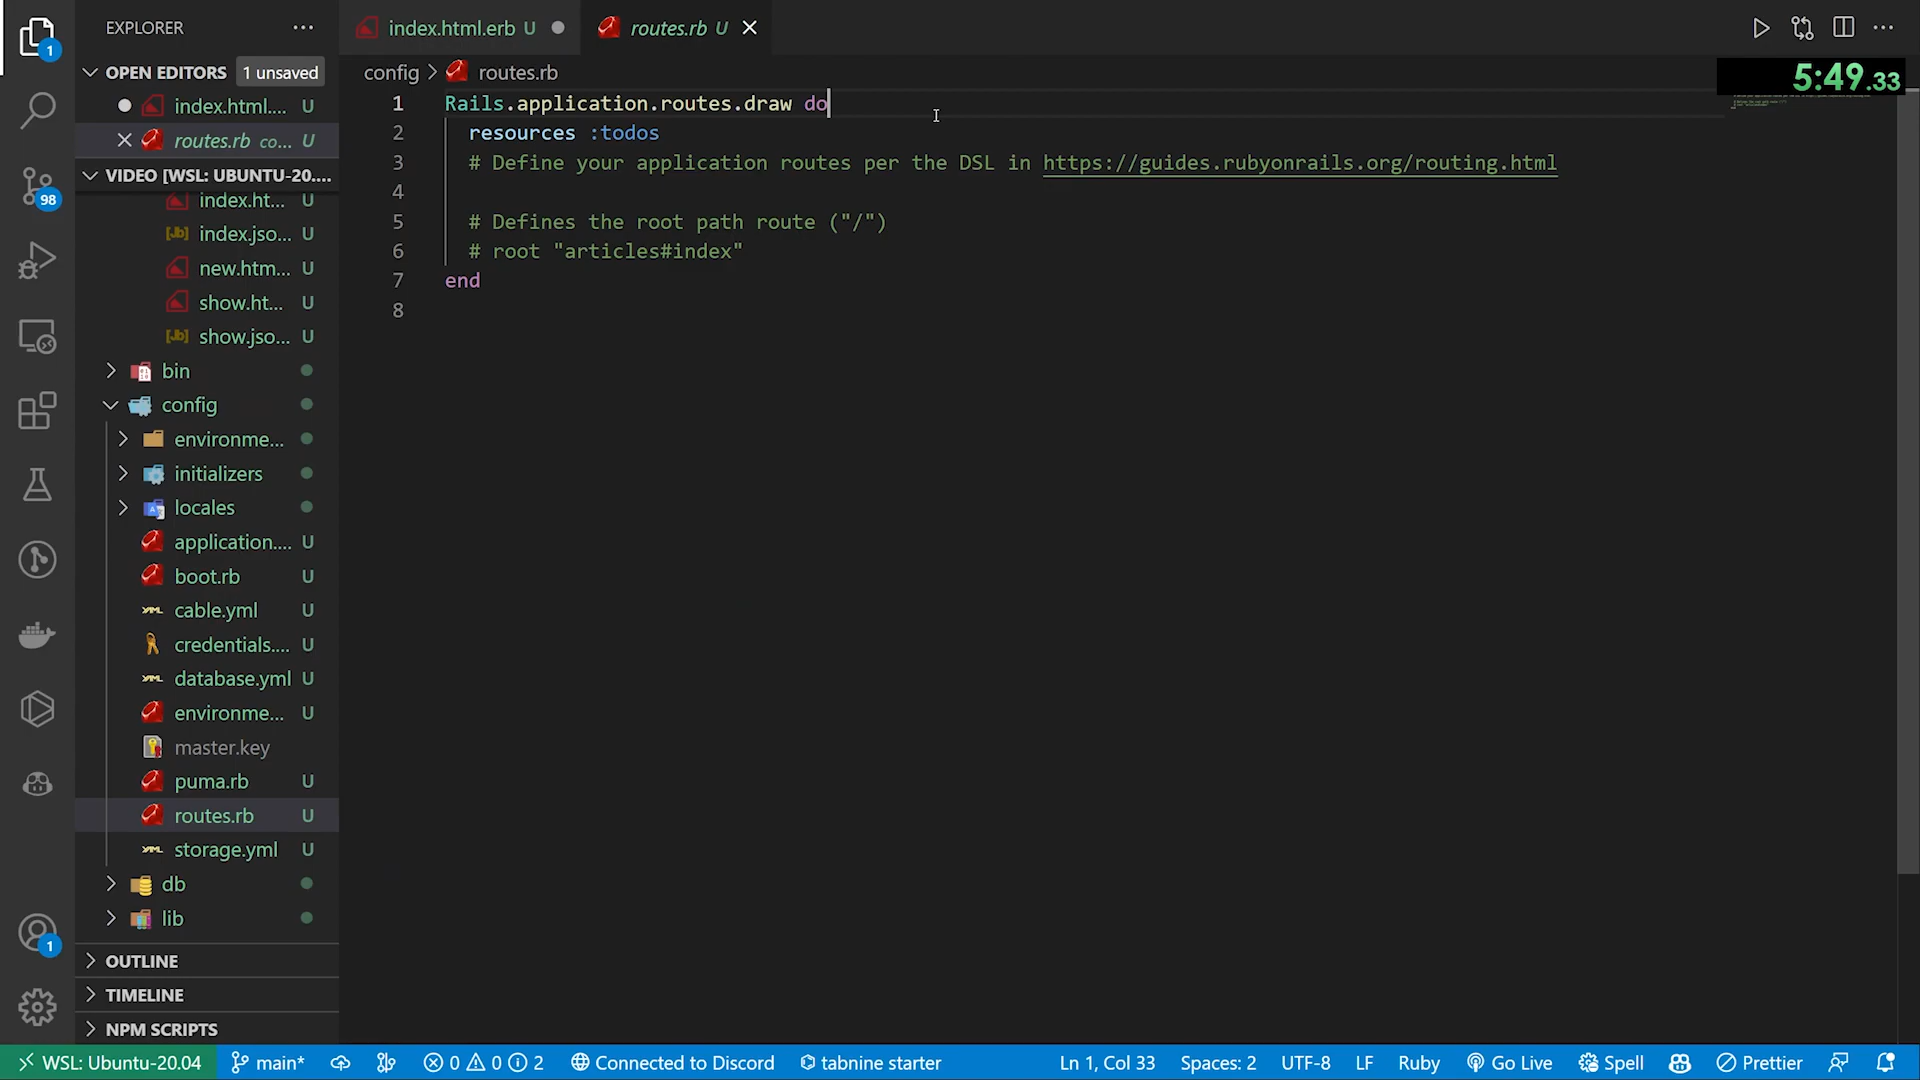 EXPLORER
index.html.erb U
routes.rb U
5:49.33
OPEN EDITORS
1 unsaved
index.html.... U
routes.rb co... U
VIDEO [WSL: UBUNTU-20....
index.ht... U
index.jso... U
new.htm... U
show.ht... U
show.jso... U
bin
config
environme...
initializers
locales
application.... U
boot.rb U
cable.yml U
credentials.... U
database.yml U
environme... U
master.key
puma.rb U
routes.rb U
storage.yml U
db
lib
OUTLINE
TIMELINE
NPM SCRIPTS
1
98
1
config > routes.rb
1 Rails.application.routes.draw do
2 resources :todos
3 # Define your application routes per the DSL in https://guides.rubyonrails.org/routing.html
4
5 # Defines the root path route ("/")
6 # root "articles#index"
7 end
8
WSL: Ubuntu-20.04 main* 0 0 2 Connected to Discord tabnine starter Ln 1, Col 33 Spaces: 2 UTF-8 LF Ruby Go Live Spell Prettier